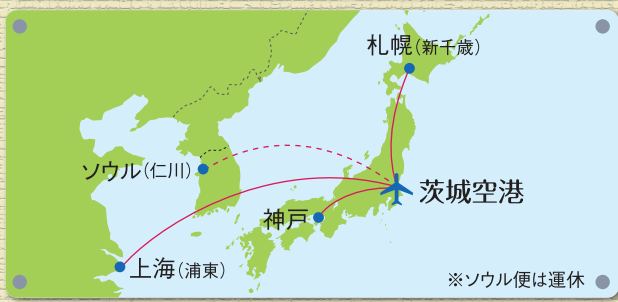 札幌(新千歳)
ソウル(仁川)
茨城空港
神戸
上海(浦東)
※ソウル便は運休